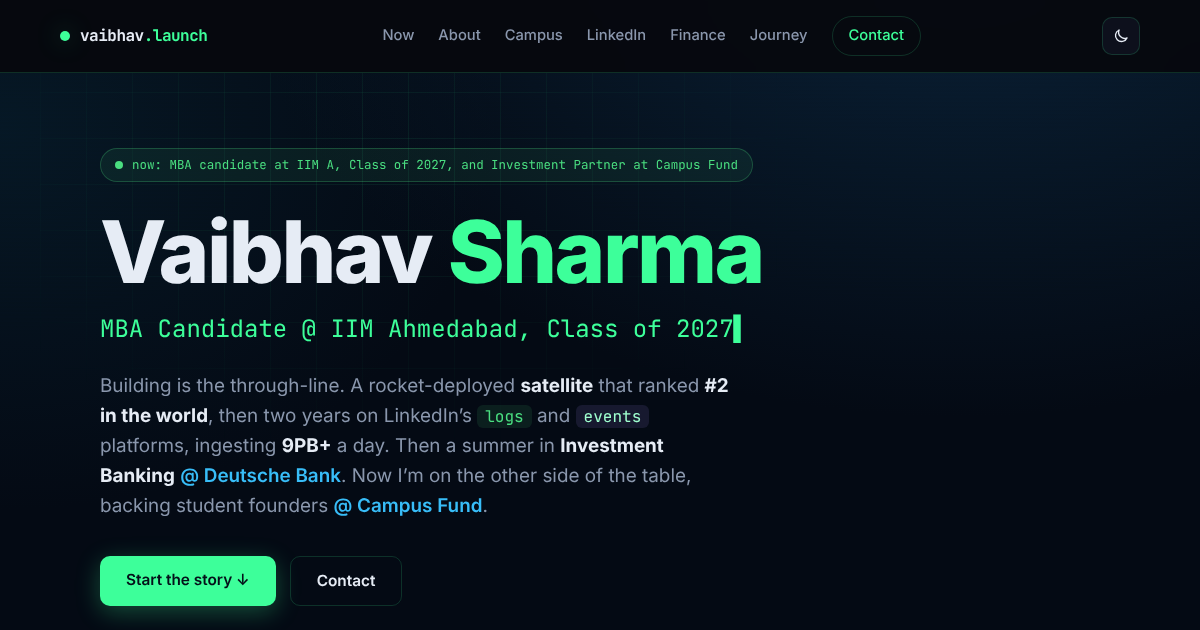 vaibhav.launch
Now About Campus LinkedIn Finance Journey Contact
now: MBA candidate at IIM A, Class of 2027, and Investment Partner at Campus Fund
Vaibhav Sharma
MBA Candidate @ IIM Ahmedabad, Class of 2027
Building is the through-line. A rocket-deployed satellite that ranked #2
in the world, then two years on LinkedIn’s logs and events
platforms, ingesting 9PB+ a day. Then a summer in Investment
Banking @ Deutsche Bank. Now I’m on the other side of the table,
backing student founders @ Campus Fund.
Start the story ↓ Contact